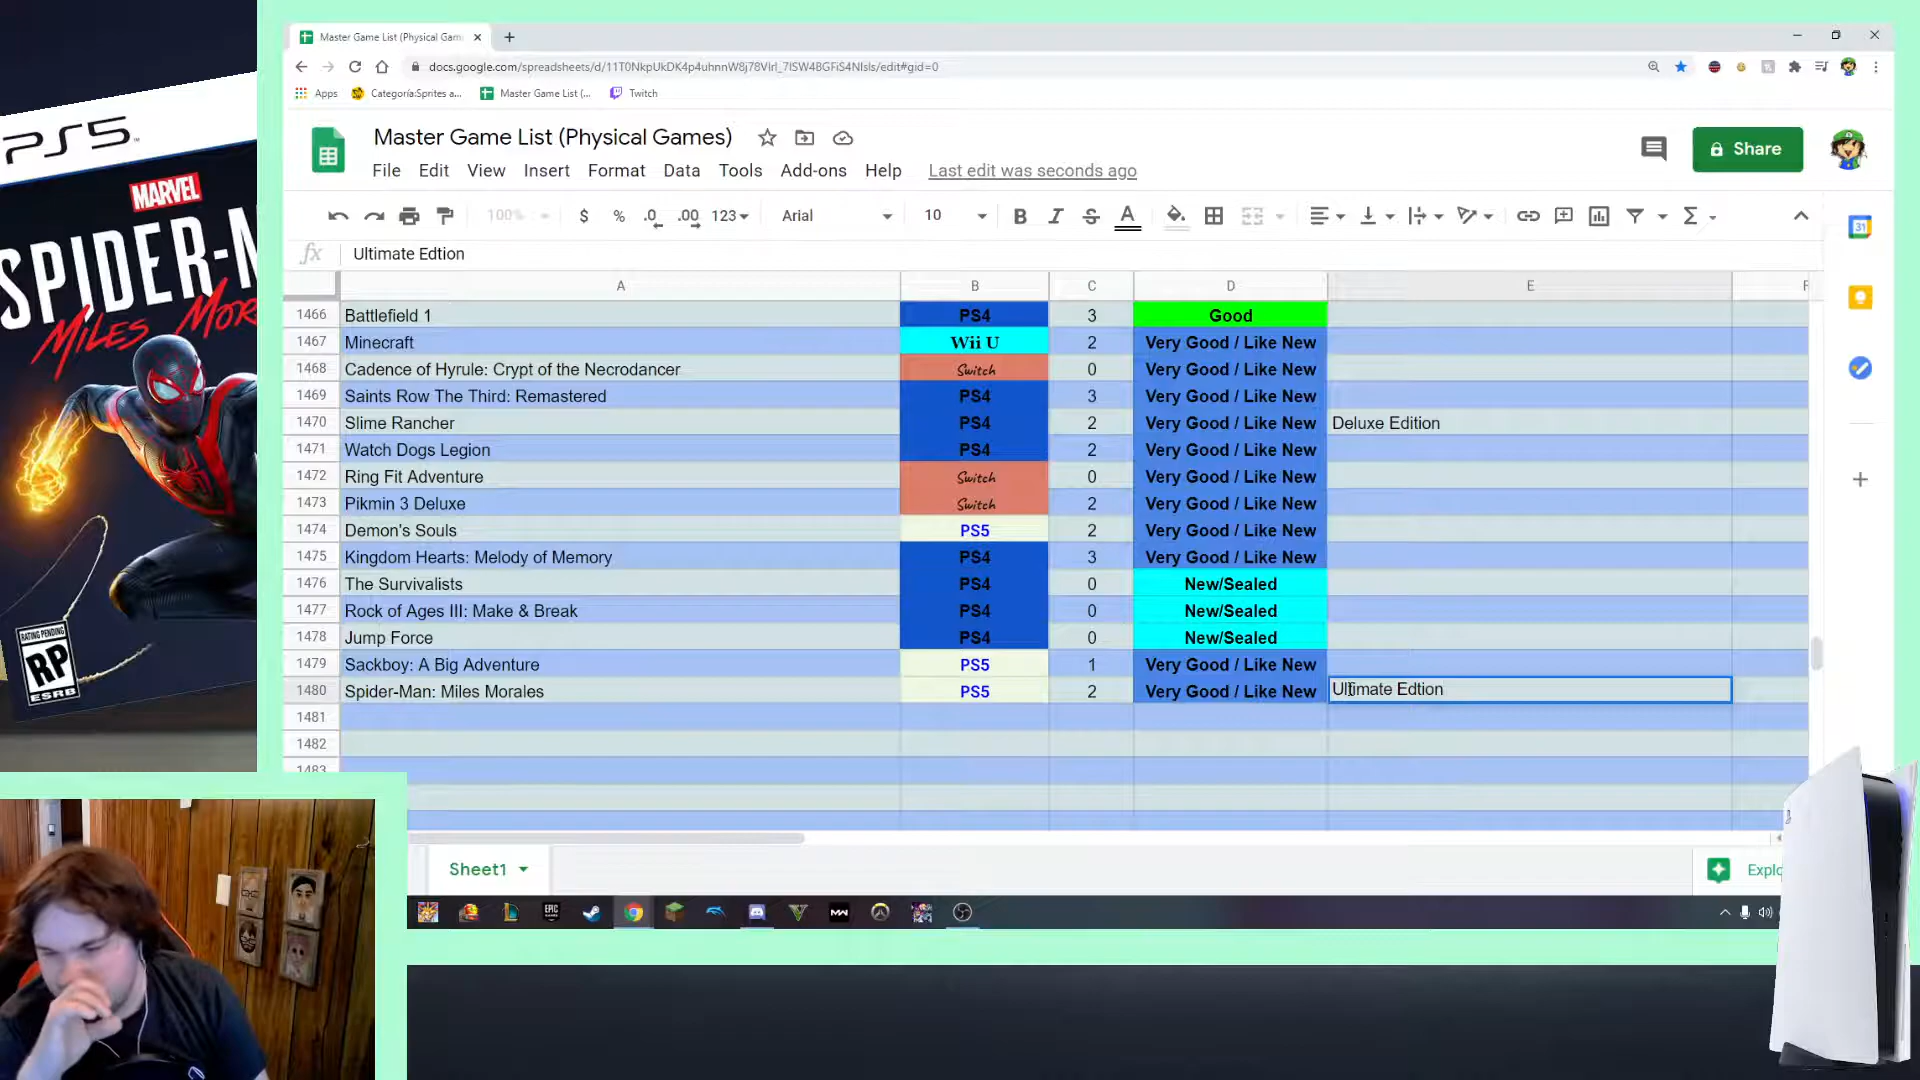 PS5
MARVEL
SPIDER-M
MILES MOR
RATING PENDING
RP
ESRB
Master Game List (Physical Gam
docs.google.com/spreadsheets/d/
/edit#gid=0
Apps
Categoría:Sprites a...
Master Game List (...
Twitch
Master Game List (Physical Games)
File Edit View Insert Format Data Tools Add-ons Help Last edit was seconds ago
Share
100% $ % .0 .00 123 Arial 10 B I S A Σ
31
fx Ultimate Edtion
A B C D E F
1466 Battlefield 1 PS4 3 Good
1467 Minecraft Wii U 2 Very Good / Like New
1468 Cadence of Hyrule: Crypt of the Necrodancer Switch 0 Very Good / Like New
1469 Saints Row The Third: Remastered PS4 3 Very Good / Like New
1470 Slime Rancher PS4 2 Very Good / Like New Deluxe Edition
1471 Watch Dogs Legion PS4 2 Very Good / Like New
1472 Ring Fit Adventure Switch 0 Very Good / Like New
1473 Pikmin 3 Deluxe Switch 2 Very Good / Like New
1474 Demon's Souls PS5 2 Very Good / Like New
1475 Kingdom Hearts: Melody of Memory PS4 3 Very Good / Like New
1476 The Survivalists PS4 0 New/Sealed
1477 Rock of Ages III: Make & Break PS4 0 New/Sealed
1478 Jump Force PS4 0 New/Sealed
1479 Sackboy: A Big Adventure PS5 1 Very Good / Like New
1480 Spider-Man: Miles Morales PS5 2 Very Good / Like New Ultimate Edtion
1481
1482
1483
Sheet1
Explo
EPIC GAMES
MW